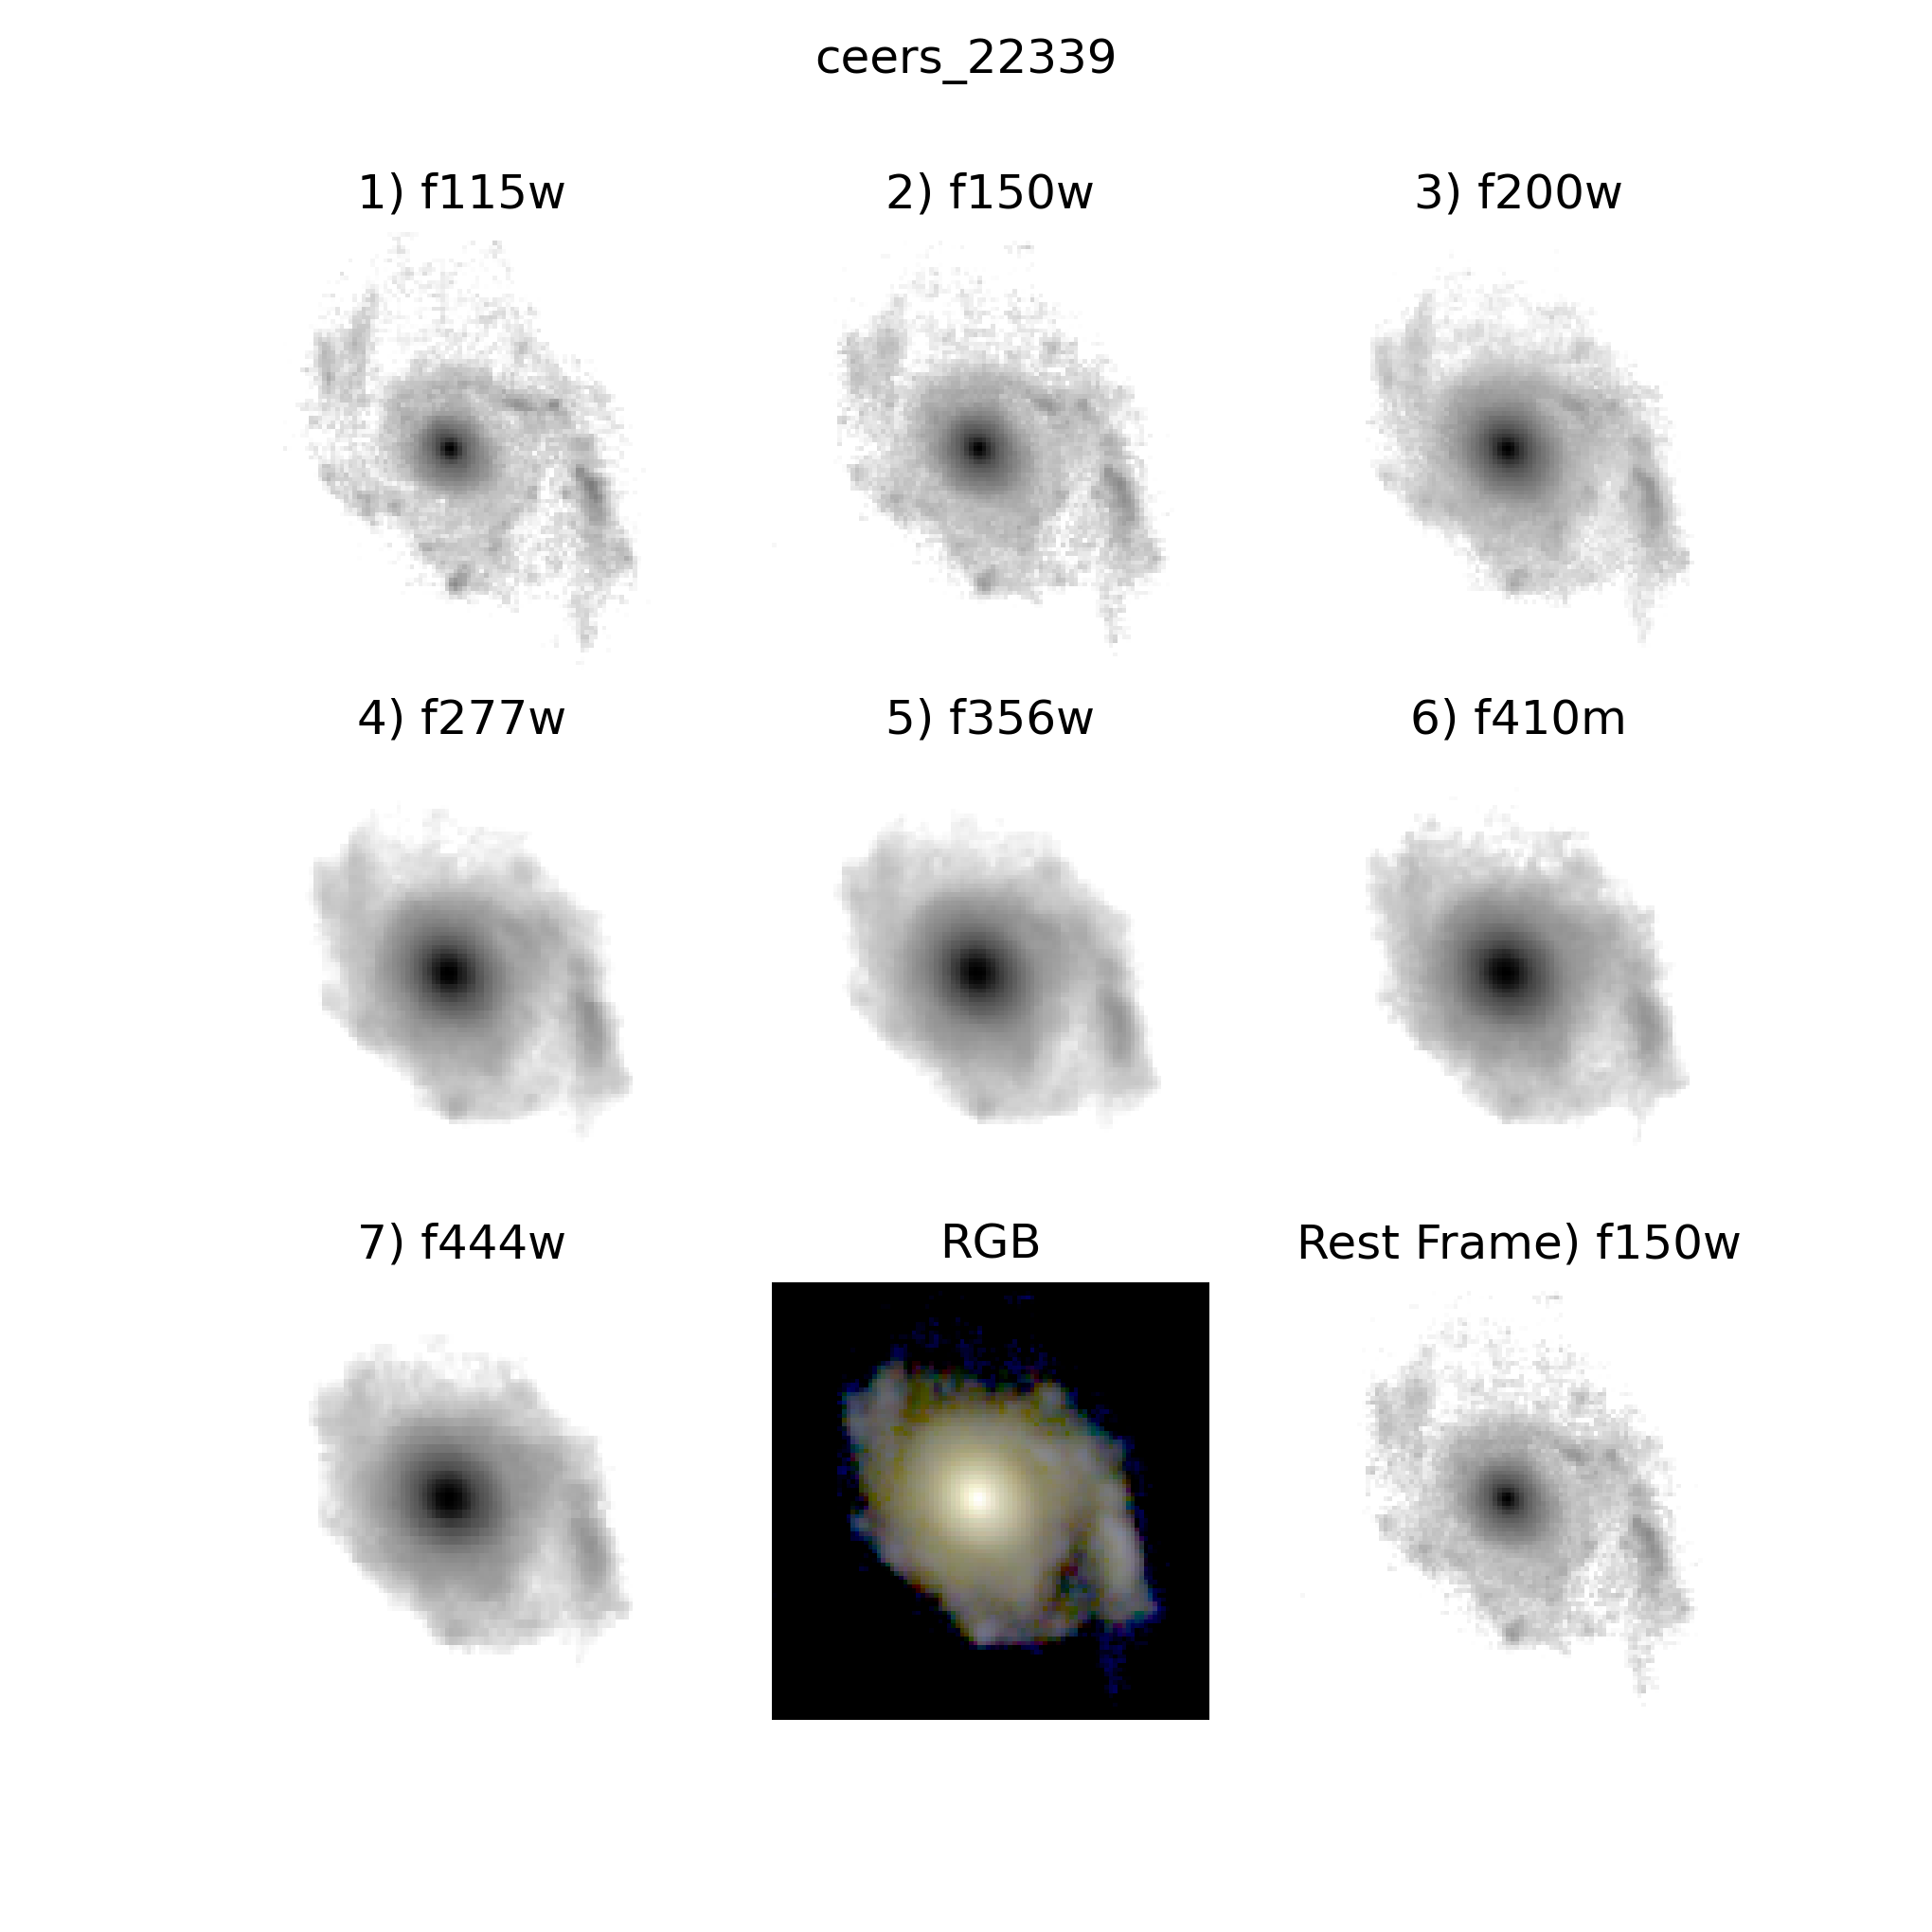 ceers_22339
1) f115w
2) f150w
3) f200w
4) f277w
5) f356w
6) f410m
7) f444w
RGB
Rest Frame) f150w